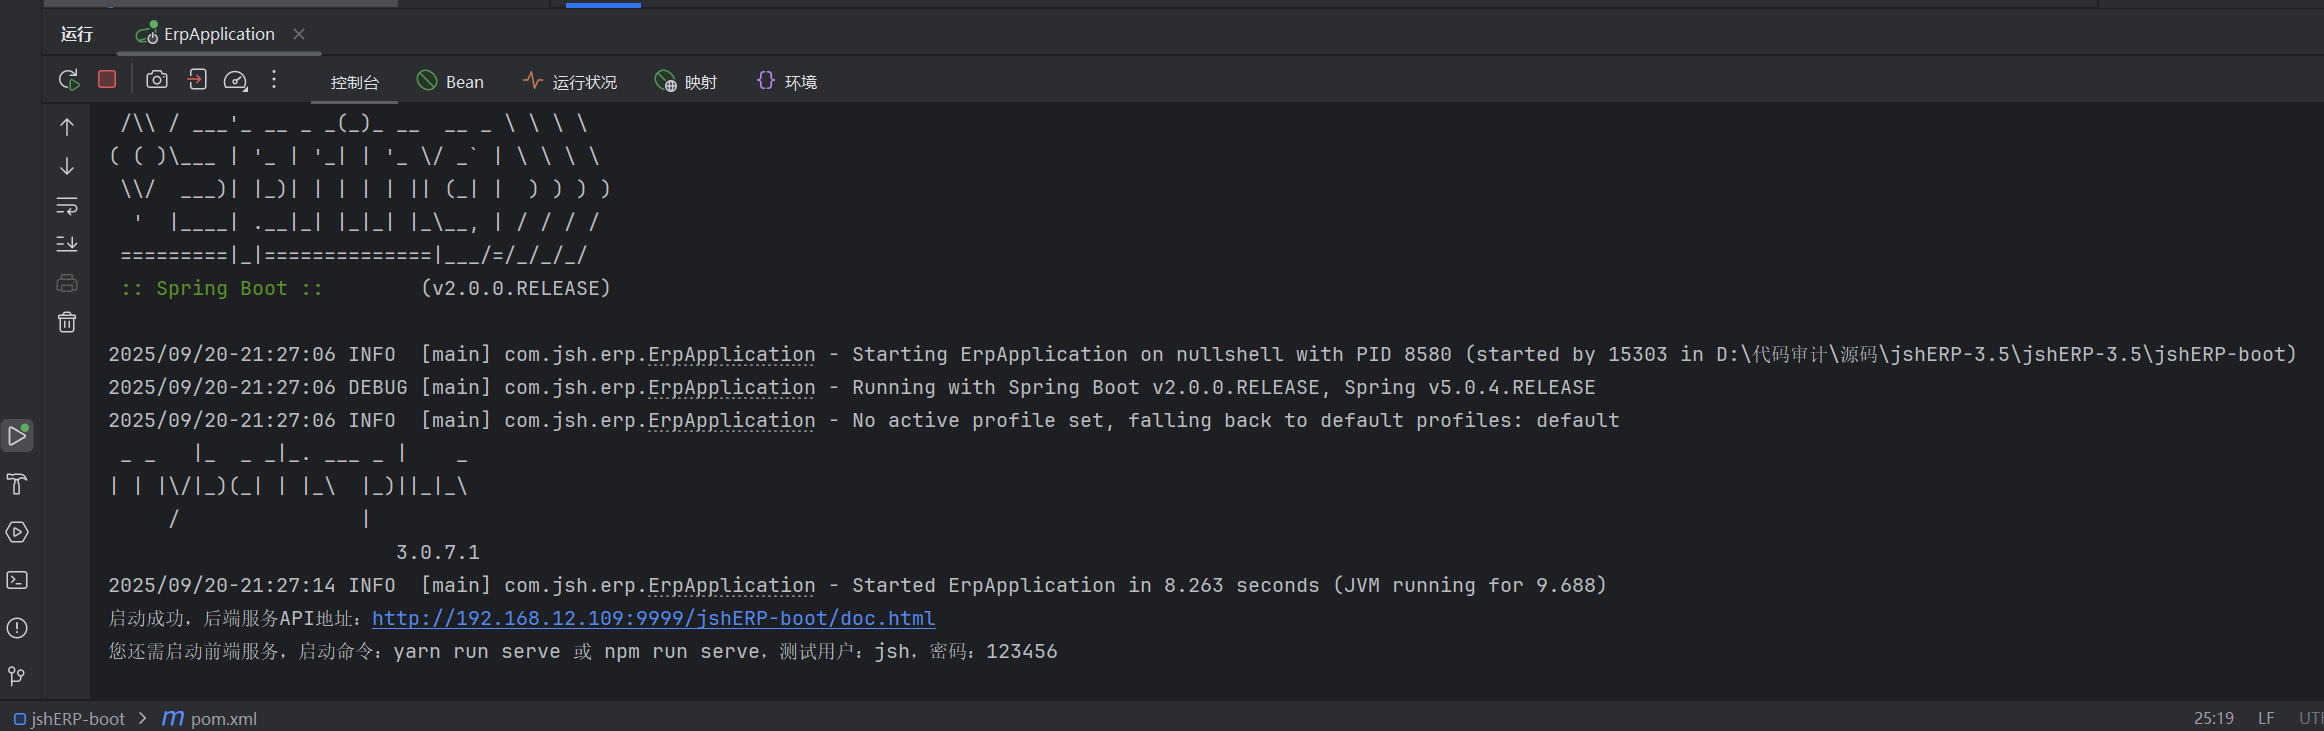 运行 ErpApplication
控制台 Bean 运行状况 映射 环境
 /\\ / ___'_ __ _ _(_)_ __  __ _ \ \ \ \
( ( )\___ | '_ | '_| | '_ \/ _` | \ \ \ \
 \\/  ___)| |_)| | | | | || (_| |  ) ) ) )
  '  |____| .__|_| |_|_| |_\__, | / / / /
 =========|_|==============|___/=/_/_/_/
 :: Spring Boot ::        (v2.0.0.RELEASE)
2025/09/20-21:27:06 INFO  [main] com.jsh.erp.ErpApplication - Starting ErpApplication on nullshell with PID 8580 (started by 15303 in D:\代码审计\源码\jshERP-3.5\jshERP-3.5\jshERP-boot)
2025/09/20-21:27:06 DEBUG [main] com.jsh.erp.ErpApplication - Running with Spring Boot v2.0.0.RELEASE, Spring v5.0.4.RELEASE
2025/09/20-21:27:06 INFO  [main] com.jsh.erp.ErpApplication - No active profile set, falling back to default profiles: default
 _ _   |_  _ _|_. ___ _ |    _
| | |\/|_)(_| | |_\  |_)||_|_\
     /               |
                        3.0.7.1
2025/09/20-21:27:14 INFO  [main] com.jsh.erp.ErpApplication - Started ErpApplication in 8.263 seconds (JVM running for 9.688)
启动成功，后端服务API地址：http://192.168.12.109:9999/jshERP-boot/doc.html
您还需启动前端服务，启动命令：yarn run serve 或 npm run serve，测试用户：jsh，密码：123456
jshERP-boot > m pom.xml 25:19 LF